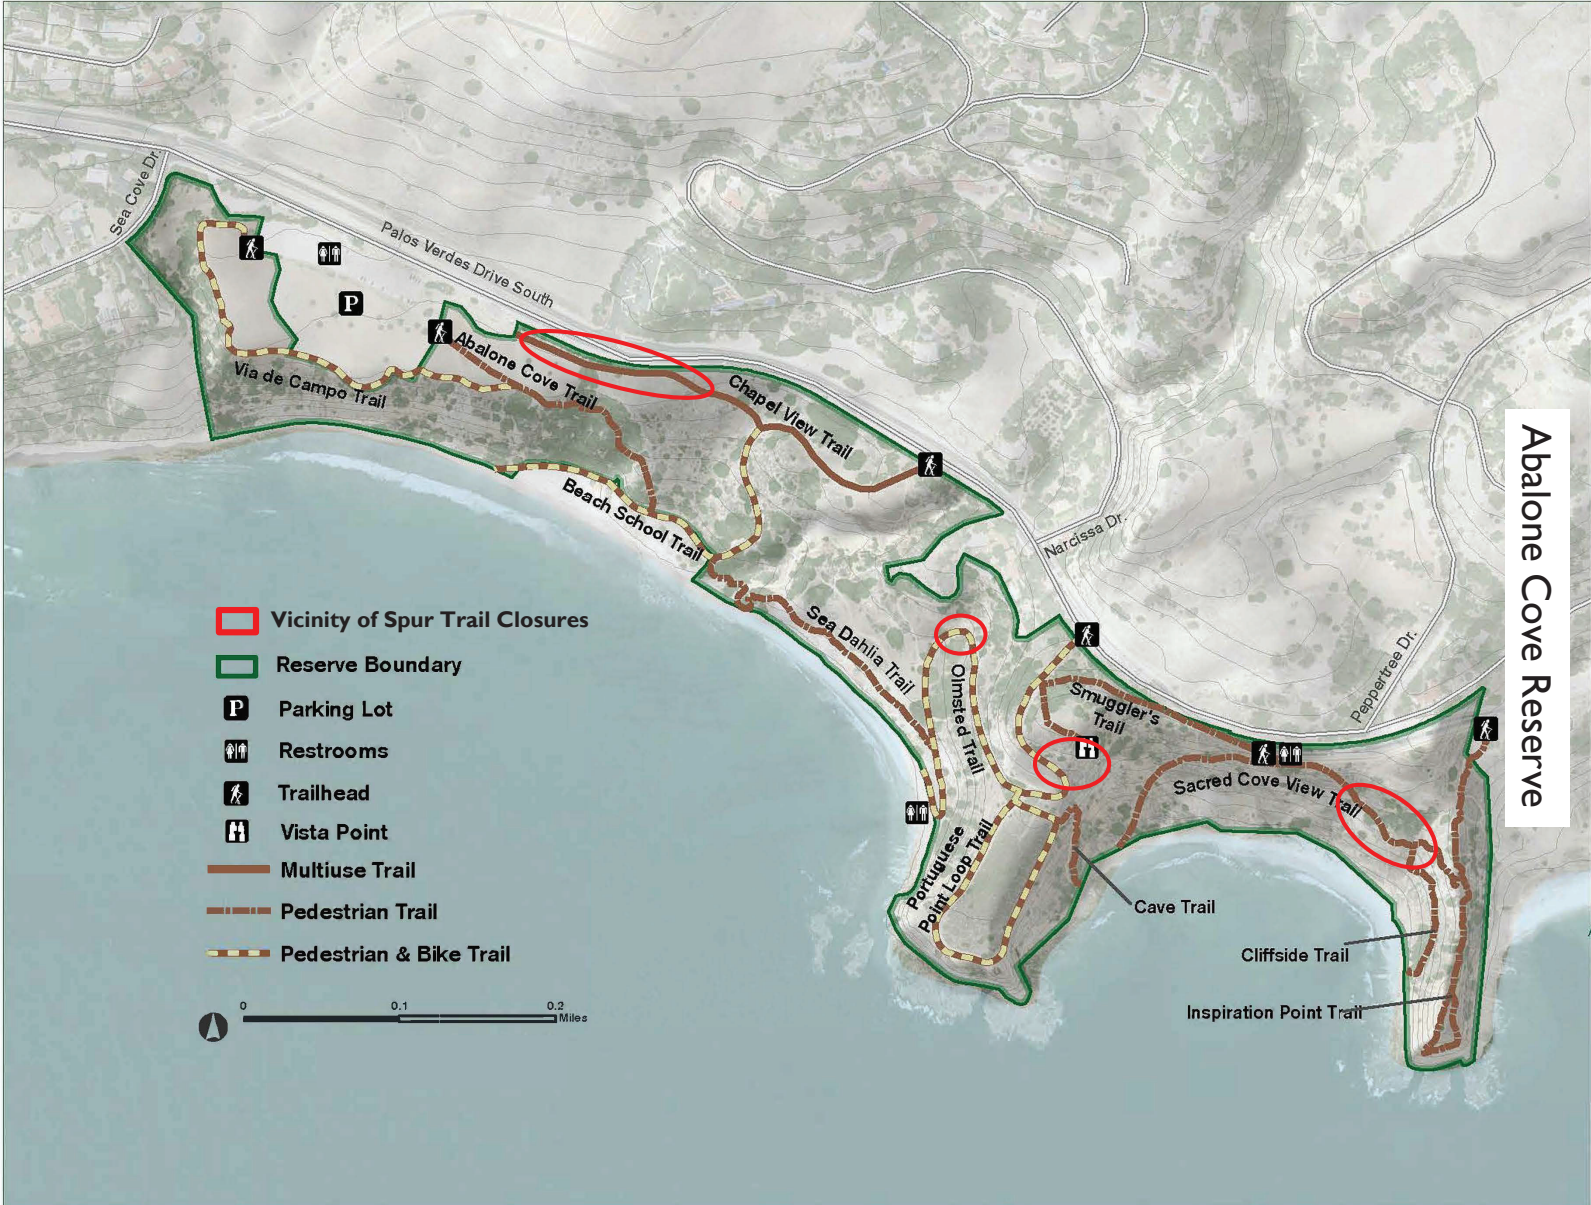 Sea Cove Dr.
Palos Verdes Drive South
P
Abalone Cove Trail
Via de Campo Trail
Chapel View Trail
Beach School Trail
Narcissa Dr.
Abalone Cove Reserve
Sea Dahlia Trail
Olmsted Trail
Smuggler's
Trail
Peppertree Dr.
Sacred Cove View Trail
Portuguese
Point Loop Trail
Cave Trail
Cliffside Trail
Inspiration Point Trail
Vicinity of Spur Trail Closures
Reserve Boundary
P Parking Lot
Restrooms
Trailhead
Vista Point
Multiuse Trail
Pedestrian Trail
Pedestrian & Bike Trail
0 0.1 0.2
Miles